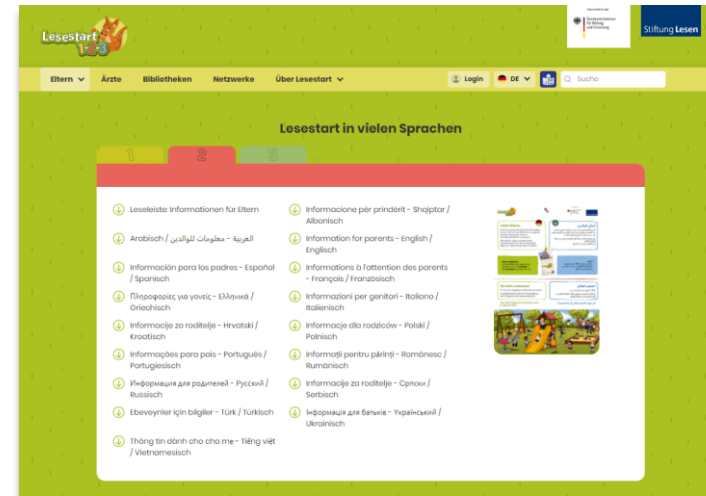 Lesestart
1-2-3
Bundesministerium
für Bildung
und Forschung
Stiftung Lesen
Eltern
Ärzte
Bibliotheken
Netzwerke
Über Lesestart
Login
DE
Suche
Lesestart in vielen Sprachen
1
2
3
Leseleiste: Informationen für Eltern
العربية - معلومات للوالدين / Arabisch
Información para los padres - Español
/ Spanisch
Πληροφορίες για γονείς - Ελληνικά /
Griechisch
Informacije za roditelje - Hrvatski /
Kroatisch
Informações para pais - Português /
Portugiesisch
Информация для родителей - Русский /
Russisch
Ebeveynler için bilgiler - Türk / Türkisch
Thông tin dành cho cha mẹ - Tiếng việt
/ Vietnamesisch
Informacione për prindërit - Shqiptar /
Albanisch
Information for parents - English /
Englisch
Informations à l'attention des parents
- Français / Französisch
Informazioni per genitori - Italiano /
Italienisch
Informacje dla rodziców - Polski /
Polnisch
Informații pentru părinți - Românesc /
Rumänisch
Informacije za roditelje - Српски /
Serbisch
Інформація для батьків - Український /
Ukrainisch